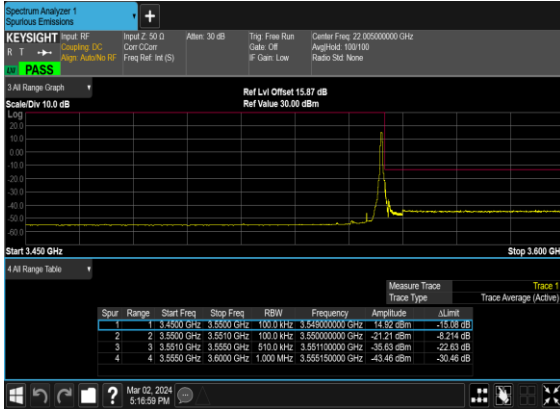 Spectrum Analyzer 1
Spurious Emissions
+
KEYSIGHT Input: RF Input Z: 50 Ω Atten: 30 dB Trig: Free Run Center Freq: 22.005000000 GHz
R T Coupling: DC Corr CCorr Gate: Off Avg|Hold: 100/100
Align: Auto/No RF Freq Ref: Int (S) IF Gain: Low Radio Std: None
PASS
3 All Range Graph
Ref Lvl Offset 15.87 dB
Scale/Div 10.0 dB Ref Value 30.00 dBm
Log
20.0
10.0
0.00
-10.0
-20.0
-30.0
-40.0
-50.0
-60.0
Start 3.450 GHz Stop 3.600 GH
4 All Range Table
Measure Trace Trace 1
Trace Type Trace Average (Active)
Spur Range Start Freq Stop Freq RBW Frequency Amplitude ΔLimit
1 1 3.4500 GHz 3.5500 GHz 100.0 kHz 3.549000000 GHz 14.92 dBm -15.08 dB
2 2 3.5500 GHz 3.5510 GHz 100.0 kHz 3.550000000 GHz -21.21 dBm -8.214 dB
3 3 3.5510 GHz 3.5550 GHz 510.0 kHz 3.551100000 GHz -35.63 dBm -22.63 dB
4 4 3.5550 GHz 3.6000 GHz 1.000 MHz 3.555150000 GHz -43.46 dBm -30.46 dB
? Mar 02, 2024
5:16:59 PM